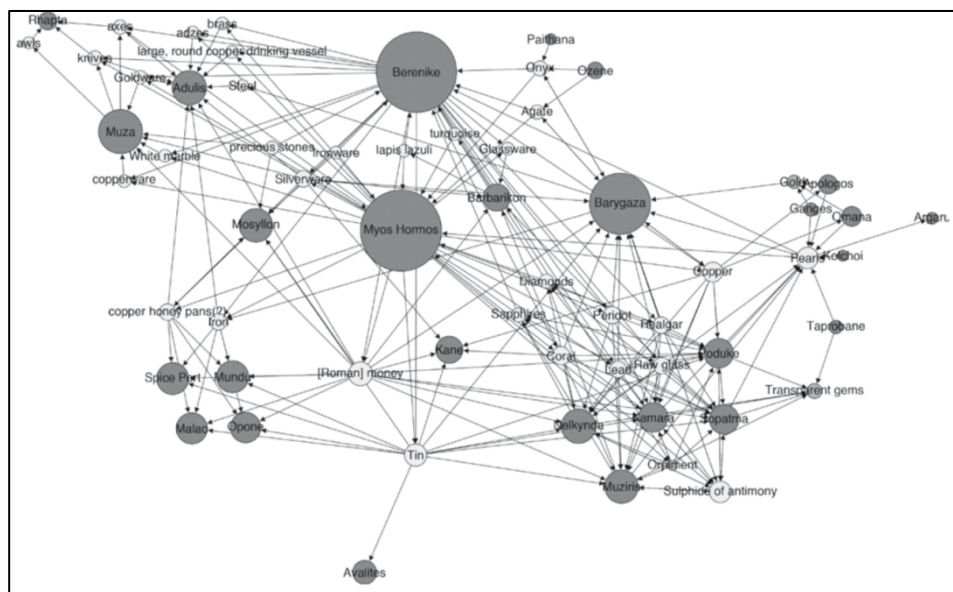 Rhapta
axes
adzes
brass
awls
knives
large, round copper drinking vessel
Goldware
Adulis
Steel
Berenike
Paithana
Onyx
Ozene
Agate
Muza
White marble
precious stones
Ironware
lapis lazuli
turquoise
Glassware
copperware
Silverware
Barbarikon
Barygaza
Gold
Apologos
Ganges
Omana
Mosyllon
Myos Hormos
Kolchoi
Copper
Diamonds
copper honey pans(?)
Iron
Sapphires
Peridot
Realgar
Taprobane
Kane
Coral
Lead
Raw glass
Poduke
Spice Port
Mundu
[Roman] money
Transparent gems
Malao
Opone
Nelkynda
Kamara
Sopatma
Tin
Orpiment
Muziris
Sulphide of antimony
Avalites